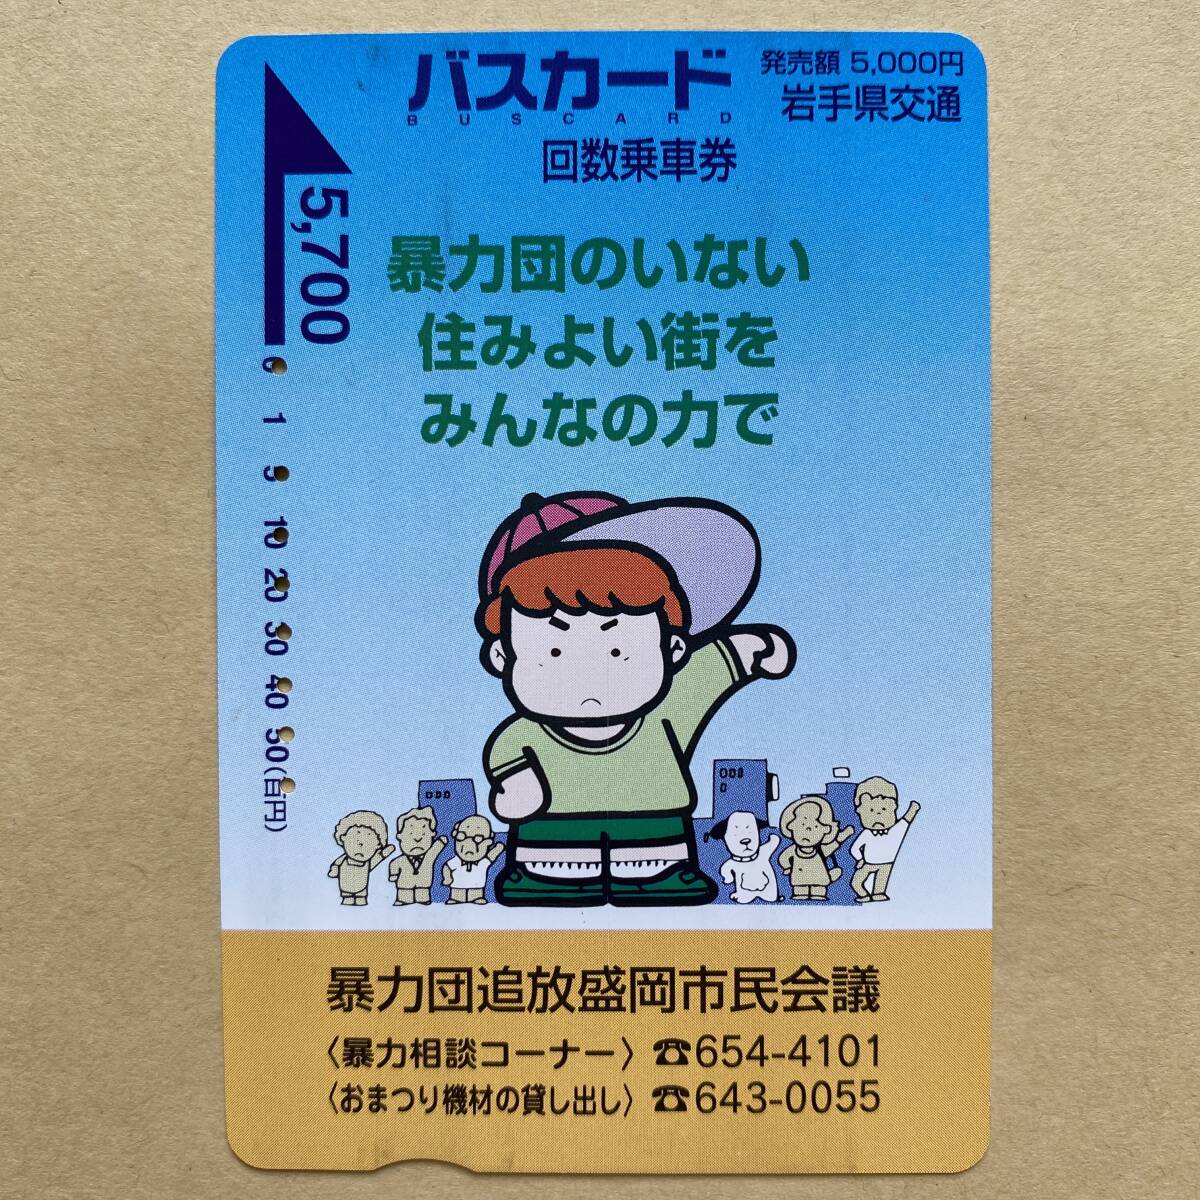 バスカード
BUSCARD
回数乗車券
発売額 5,000円
岩手県交通
5,700
0
1
5
10
20
30
40
50(百円)
暴力団のいない
住みよい街を
みんなの力で
暴力団追放盛岡市民会議
〈暴力相談コーナー〉☎654-4101
〈おまつり機材の貸し出し〉☎643-0055